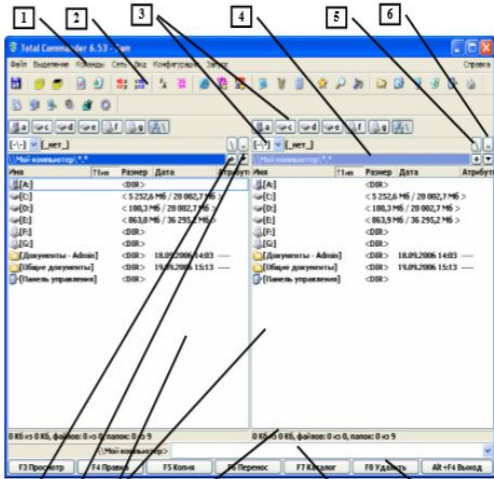 1 2 3 4 5 6
Total Commander 6.53 -
Файл Выделение Команды Сеть Вид Конфигурация Запуск Справка
a c d e f g \ a c d e f g \
[-\-] [_нет_] \ .. [-\-] [_нет_] \ ..
\\Мой компьютер\*.* \\Мой компьютер\*.*
Имя Тип Размер Дата Атрибуты Имя Тип Размер Дата Атрибуты
[A:] <DIR> [A:] <DIR>
[C:] < 5 252,6 Мб / 20 002,7 Мб > [C:] < 5 252,6 Мб / 20 002,7 Мб >
[D:] < 100,3 Мб / 20 002,7 Мб > [D:] < 100,3 Мб / 20 002,7 Мб >
[E:] < 863,8 Мб / 36 295,2 Мб > [E:] < 863,9 Мб / 36 295,2 Мб >
[F:] <DIR> [F:] <DIR>
[G:] <DIR> [G:] <DIR>
[Документы - Admin] <DIR> 18.09.2006 14:03 ---- [Документы - Admin] <DIR> 18.09.2006 14:03 ----
[Общие документы] <DIR> 19.09.2006 15:13 ---- [Общие документы] <DIR> 19.09.2006 15:13 ----
[Панель управления] <DIR> [Панель управления] <DIR>
0 Кб из 0 Кб, файлов: 0 из 0, папок: 0 из 9 0 Кб из 0 Кб, файлов: 0 из 0, папок: 0 из 9
\\Мой компьютер>
F3 Просмотр F4 Правка F5 Копия F6 Перенос F7 Каталог F8 Удалить Alt+F4 Выход